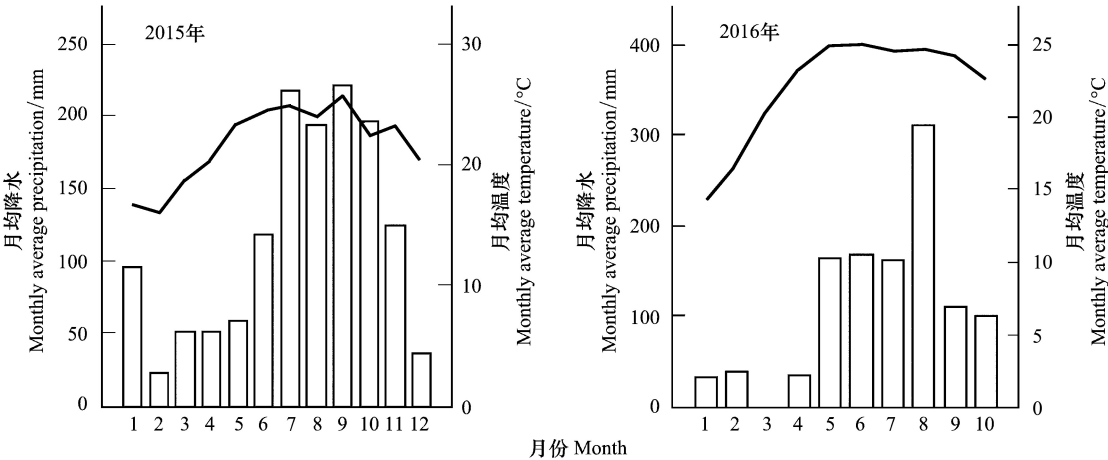 2015年
250
200
150
100
50
0
月均降水
Monthly average precipitation/mm
30
20
10
0
月均温度
Monthly average temperature/°C
1 2 3 4 5 6 7 8 9 10 11 12
2016年
400
300
200
100
0
月均降水
Monthly average precipitation/mm
25
20
15
10
5
0
月均温度
Monthly average temperature/°C
1 2 3 4 5 6 7 8 9 10
月份 Month